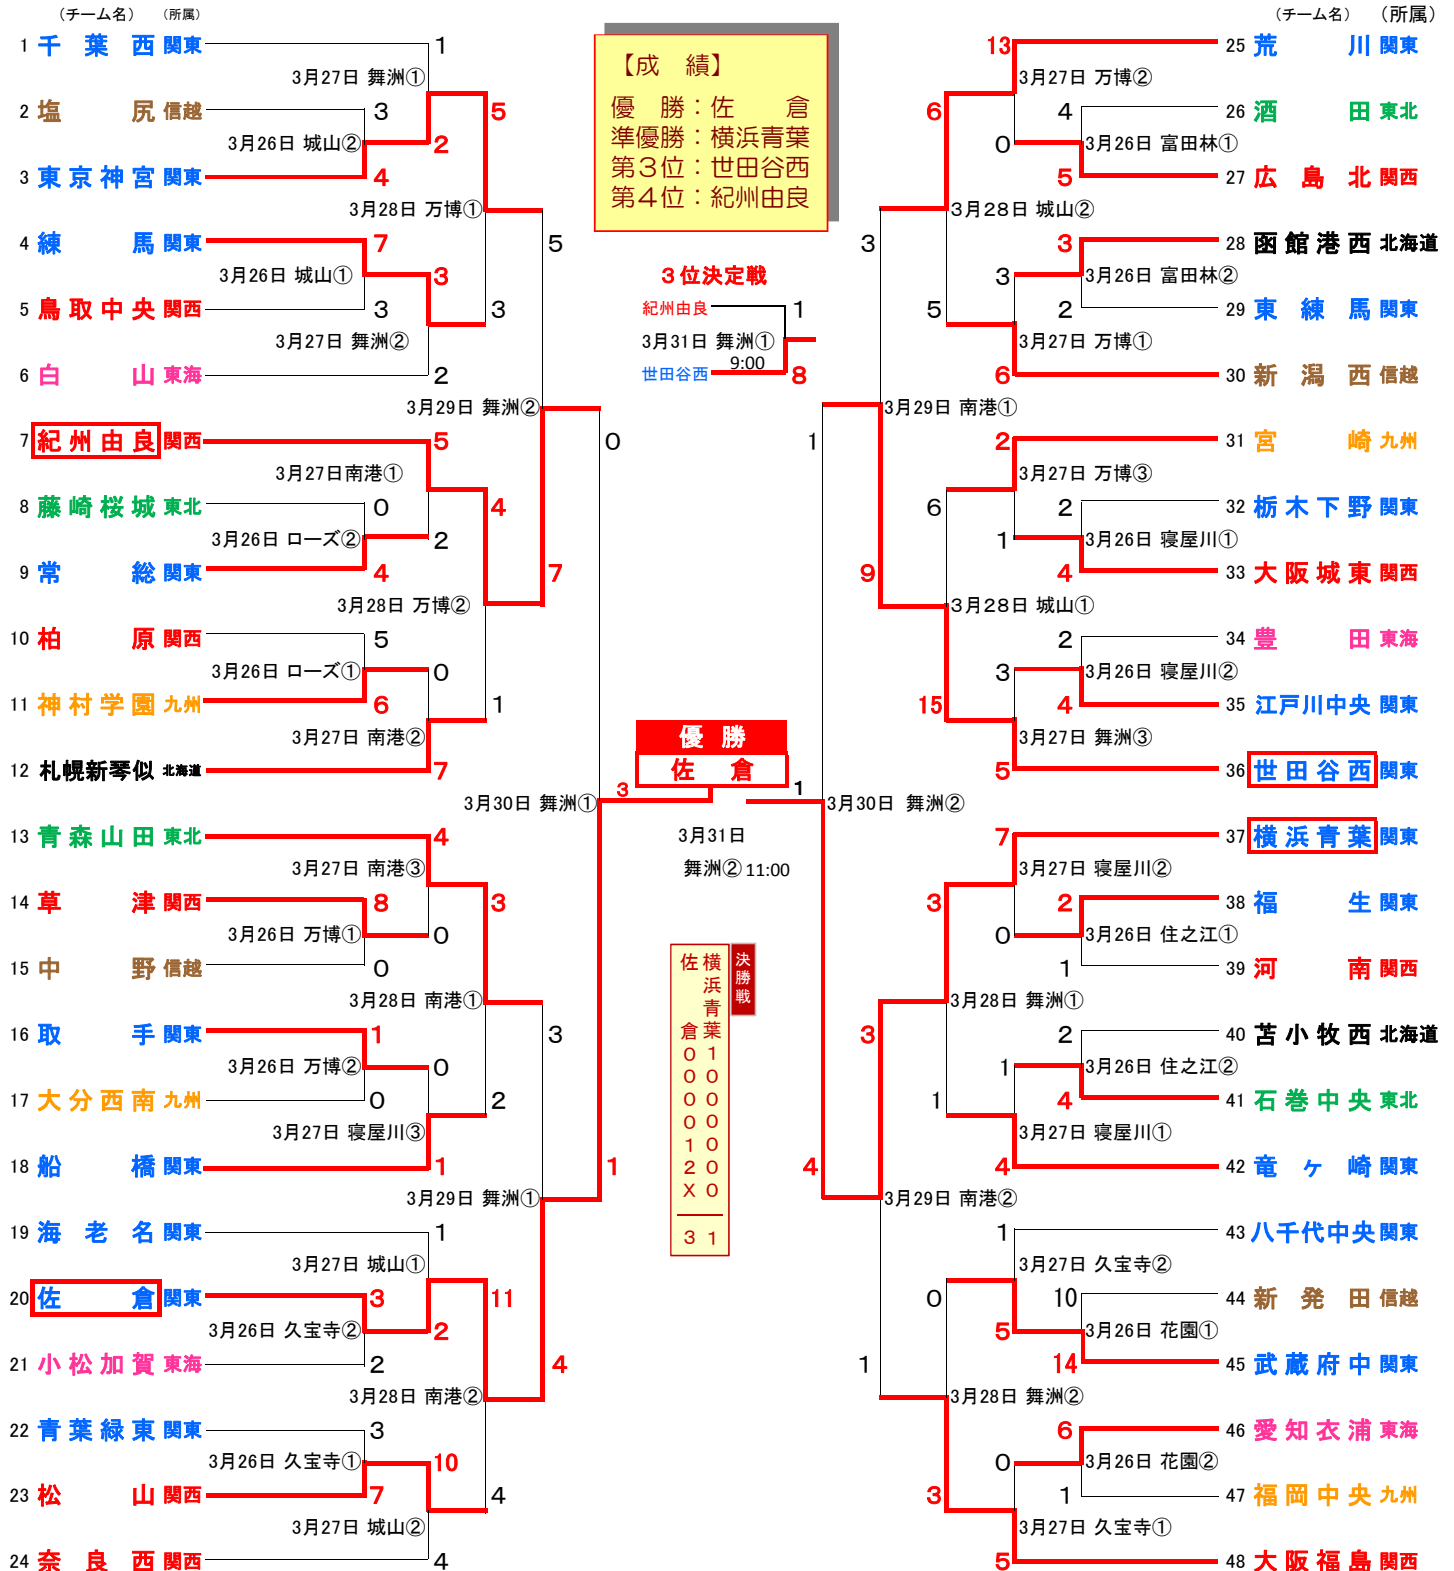 （チーム名） （所属）
1 千葉西 関東
1
3月27日 舞洲①
2 塩尻 信越
3
5
3月26日 城山②
2
3 東京神宮 関東
4
3月28日 万博①
4 練馬 関東
7
5
3月26日 城山①
3
5 鳥取中央 関西
3
3
3月27日 舞洲②
6 白山 東海
2
3月29日 舞洲②
7 紀州由良 関西
5
0
3月27日南港①
8 藤崎桜城 東北
0
4
3月26日 ローズ②
2
9 常総 関東
4
7
3月28日 万博②
10 柏原 関西
5
3月26日 ローズ①
0
11 神村学園 九州
6
1
3月27日 南港②
12 札幌新琴似 北海道
7
3月30日 舞洲①
13 青森山田 東北
4
3月27日 南港③
14 草津 関西
8
3
3月26日 万博①
0
15 中野 信越
0
3月28日 南港①
16 取手 関東
1
3
3月26日 万博②
0
17 大分西南 九州
0
2
3月27日 寝屋川③
18 船橋 関東
1
1
3月29日 舞洲①
19 海老名 関東
1
3月27日 城山①
20 佐倉 関東
3
11
3月26日 久宝寺②
2
21 小松加賀 東海
2
4
3月28日 南港②
22 青葉緑東 関東
3
3月26日 久宝寺①
10
23 松山 関西
7
4
3月27日 城山②
24 奈良西 関西
4
【成 績】
優 勝：佐 倉
準優勝：横浜青葉
第３位：世田谷西
第４位：紀州由良
３位決定戦
紀州由良
1
3月31日 舞洲①
9:00
世田谷西
8
優 勝
佐 倉
3
1
3月31日
舞洲② 11:00
決勝戦
横浜青葉１００００００ １
佐 倉０００００１２Ｘ ３
（チーム名） （所属）
13
25 荒川 関東
3月27日 万博②
6
4
26 酒田 東北
0
3月26日 富田林①
5
27 広島北 関西
3月28日 城山②
3
3
28 函館港西 北海道
3
3月26日 富田林②
5
2
29 東練馬 関東
3月27日 万博①
6
30 新潟西 信越
3月29日 南港①
1
2
31 宮崎 九州
3月27日 万博③
6
2
32 栃木下野 関東
1
3月26日 寝屋川①
9
4
33 大阪城東 関西
3月28日 城山①
2
34 豊田 東海
3
3月26日 寝屋川②
15
4
35 江戸川中央 関東
3月27日 舞洲③
5
36 世田谷西 関東
3月30日 舞洲②
7
37 横浜青葉 関東
3月27日 寝屋川②
3
2
38 福生 関東
0
3月26日 住之江①
1
39 河南 関西
3月28日 舞洲①
3
2
40 苫小牧西 北海道
1
3月26日 住之江②
1
4
41 石巻中央 東北
3月27日 寝屋川①
4
4
42 竜ヶ崎 関東
3月29日 南港②
1
43 八千代中央 関東
3月27日 久宝寺②
0
10
44 新発田 信越
5
3月26日 花園①
1
14
45 武蔵府中 関東
3月28日 舞洲②
6
46 愛知衣浦 東海
0
3月26日 花園②
3
1
47 福岡中央 九州
3月27日 久宝寺①
5
48 大阪福島 関西